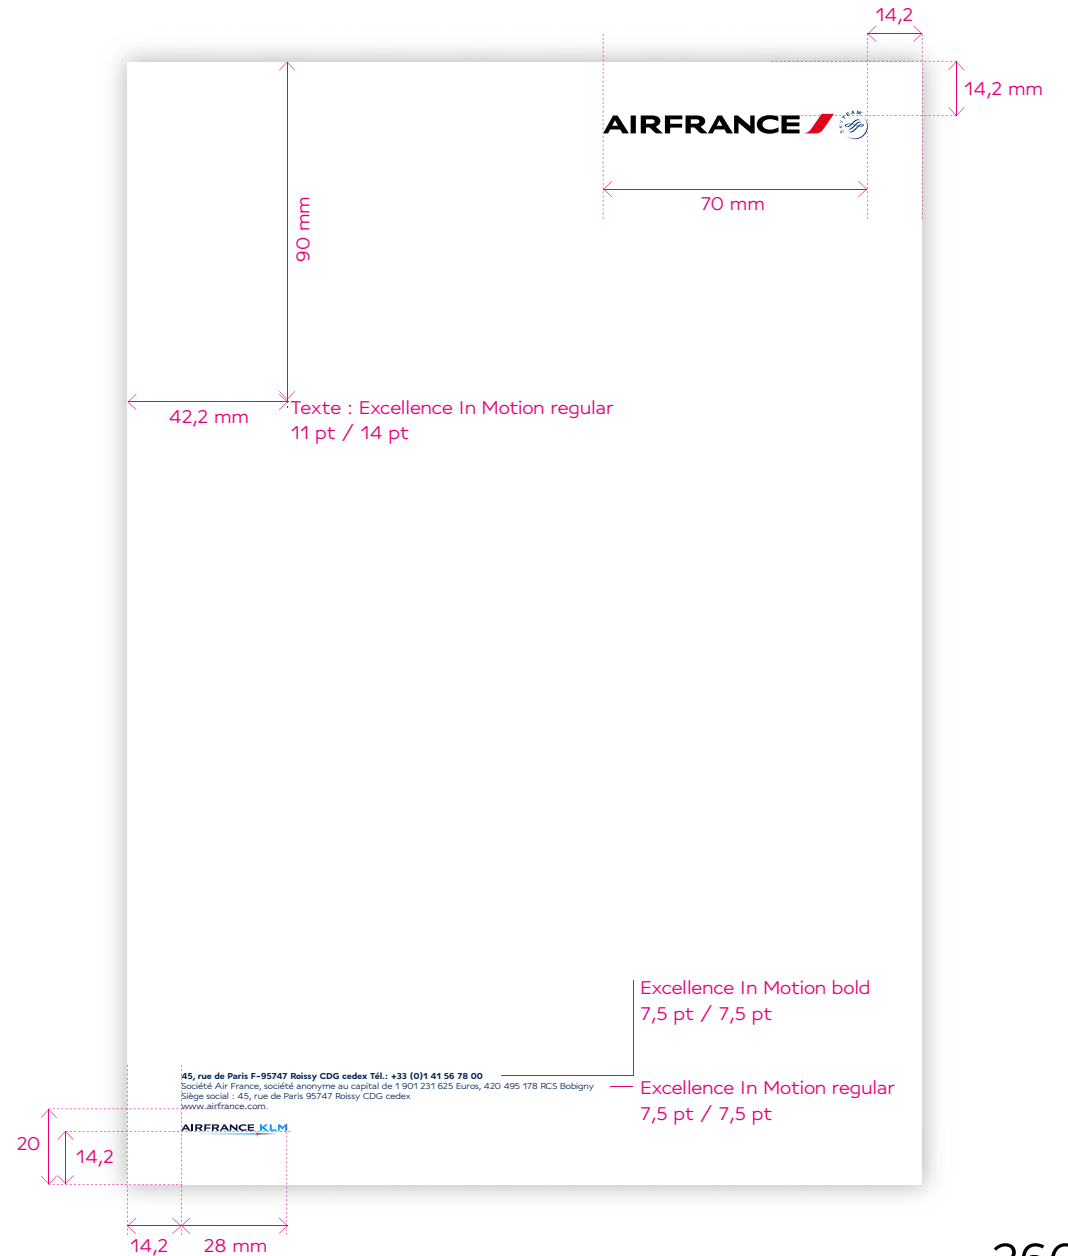 14,2
14,2 mm
AIRFRANCE
SKYTEAM
70 mm
90 mm
42,2 mm
Texte : Excellence In Motion regular
11 pt / 14 pt
Excellence In Motion bold
7,5 pt / 7,5 pt
45, rue de Paris F-95747 Roissy CDG cedex Tél.: +33 (0)1 41 56 78 00
Société Air France, société anonyme au capital de 1 901 231 625 Euros, 420 495 178 RCS Bobigny
Siège social : 45, rue de Paris 95747 Roissy CDG cedex
www.airfrance.com.
Excellence In Motion regular
7,5 pt / 7,5 pt
AIRFRANCE KLM
20
14,2
14,2
28 mm